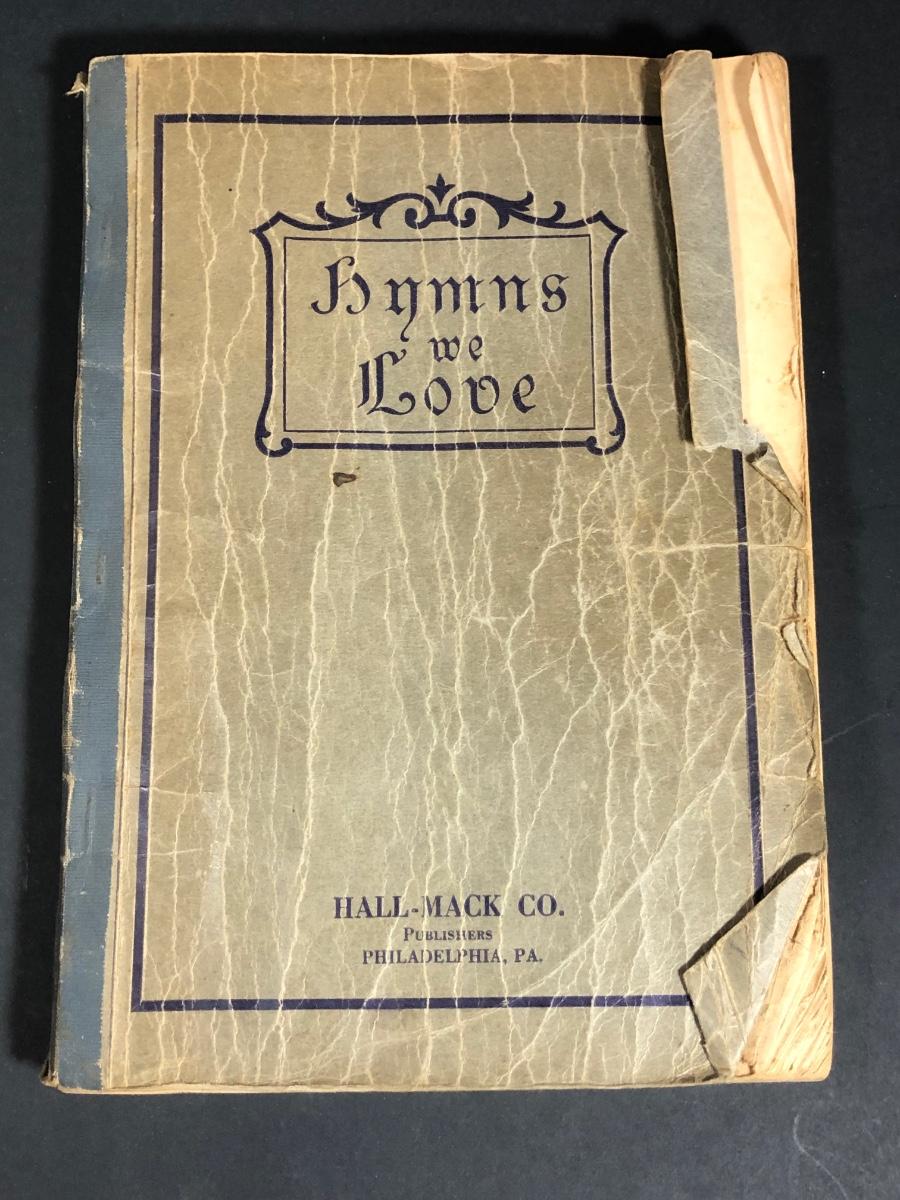 Hymns
we
Love
HALL-MACK CO.
PUBLISHERS
PHILADELPHIA, PA.